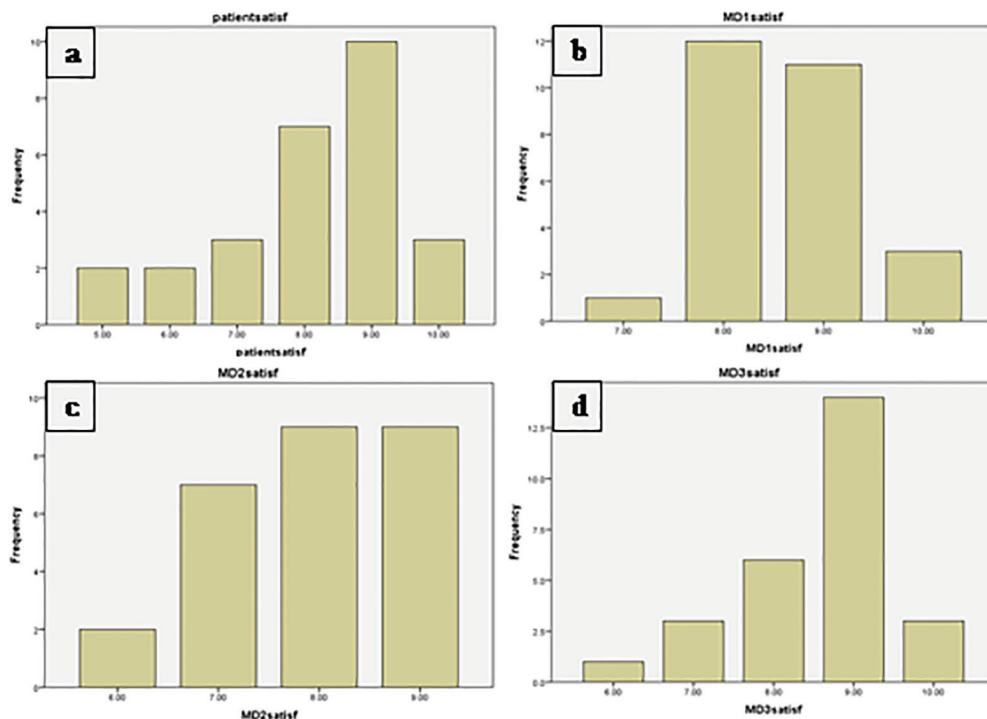 patientsatisf
a
10
8
6
4
2
0
Frequency
5.00 6.00 7.00 8.00 9.00 10.00
patientsatisf
MD1satisf
b
12
10
8
6
4
2
0
Frequency
7.00 8.00 9.00 10.00
MD1satisf
MD2satisf
c
10
8
6
4
2
0
Frequency
6.00 7.00 8.00 9.00
MD2satisf
MD3satisf
d
12.5
10.0
7.5
5.0
2.5
0.0
Frequency
6.00 7.00 8.00 9.00 10.00
MD3satisf